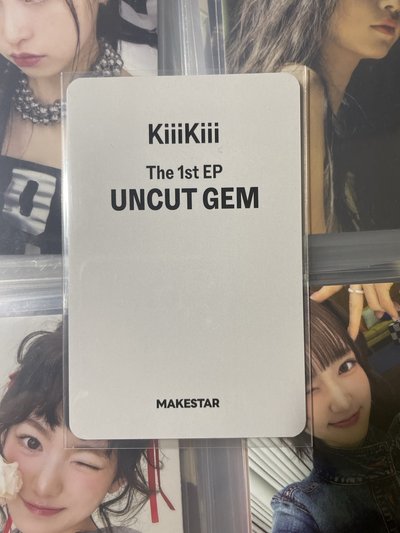 KiiiKiii
The 1st EP
UNCUT GEM
MAKESTAR